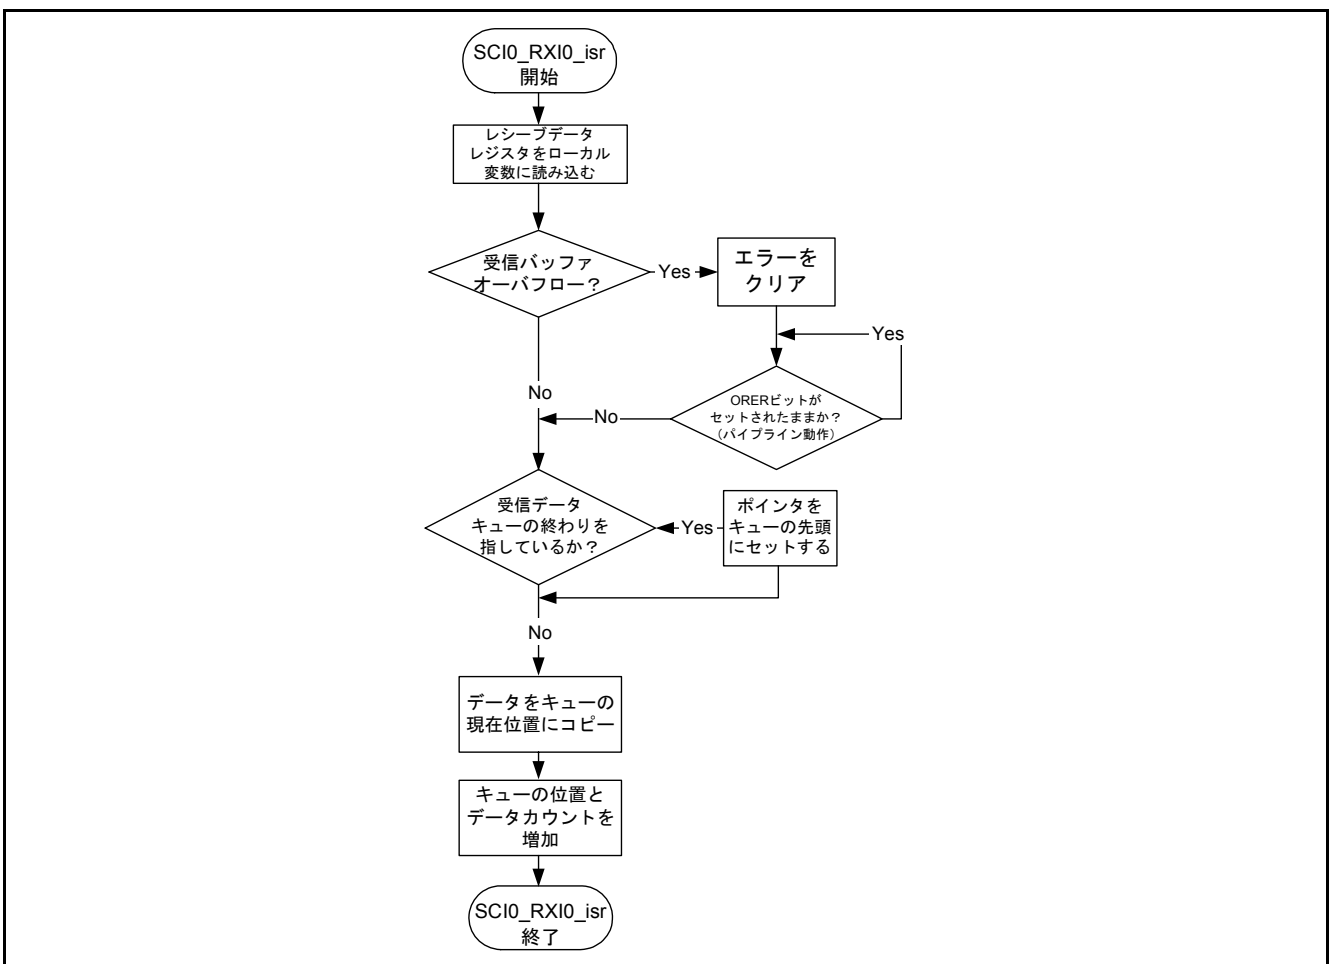 SCI0_RXI0_isr
開始
レシーブデータ
レジスタをローカル
変数に読み込む
受信バッファ
オーバフロー？
Yes
エラーを
クリア
Yes
No
ORERビットが
セットされたままか？
（パイプライン動作）
No
受信データ
キューの終わりを
指しているか？
Yes
ポインタを
キューの先頭
にセットする
No
データをキューの
現在位置にコピー
キューの位置と
データカウントを
増加
SCI0_RXI0_isr
終了